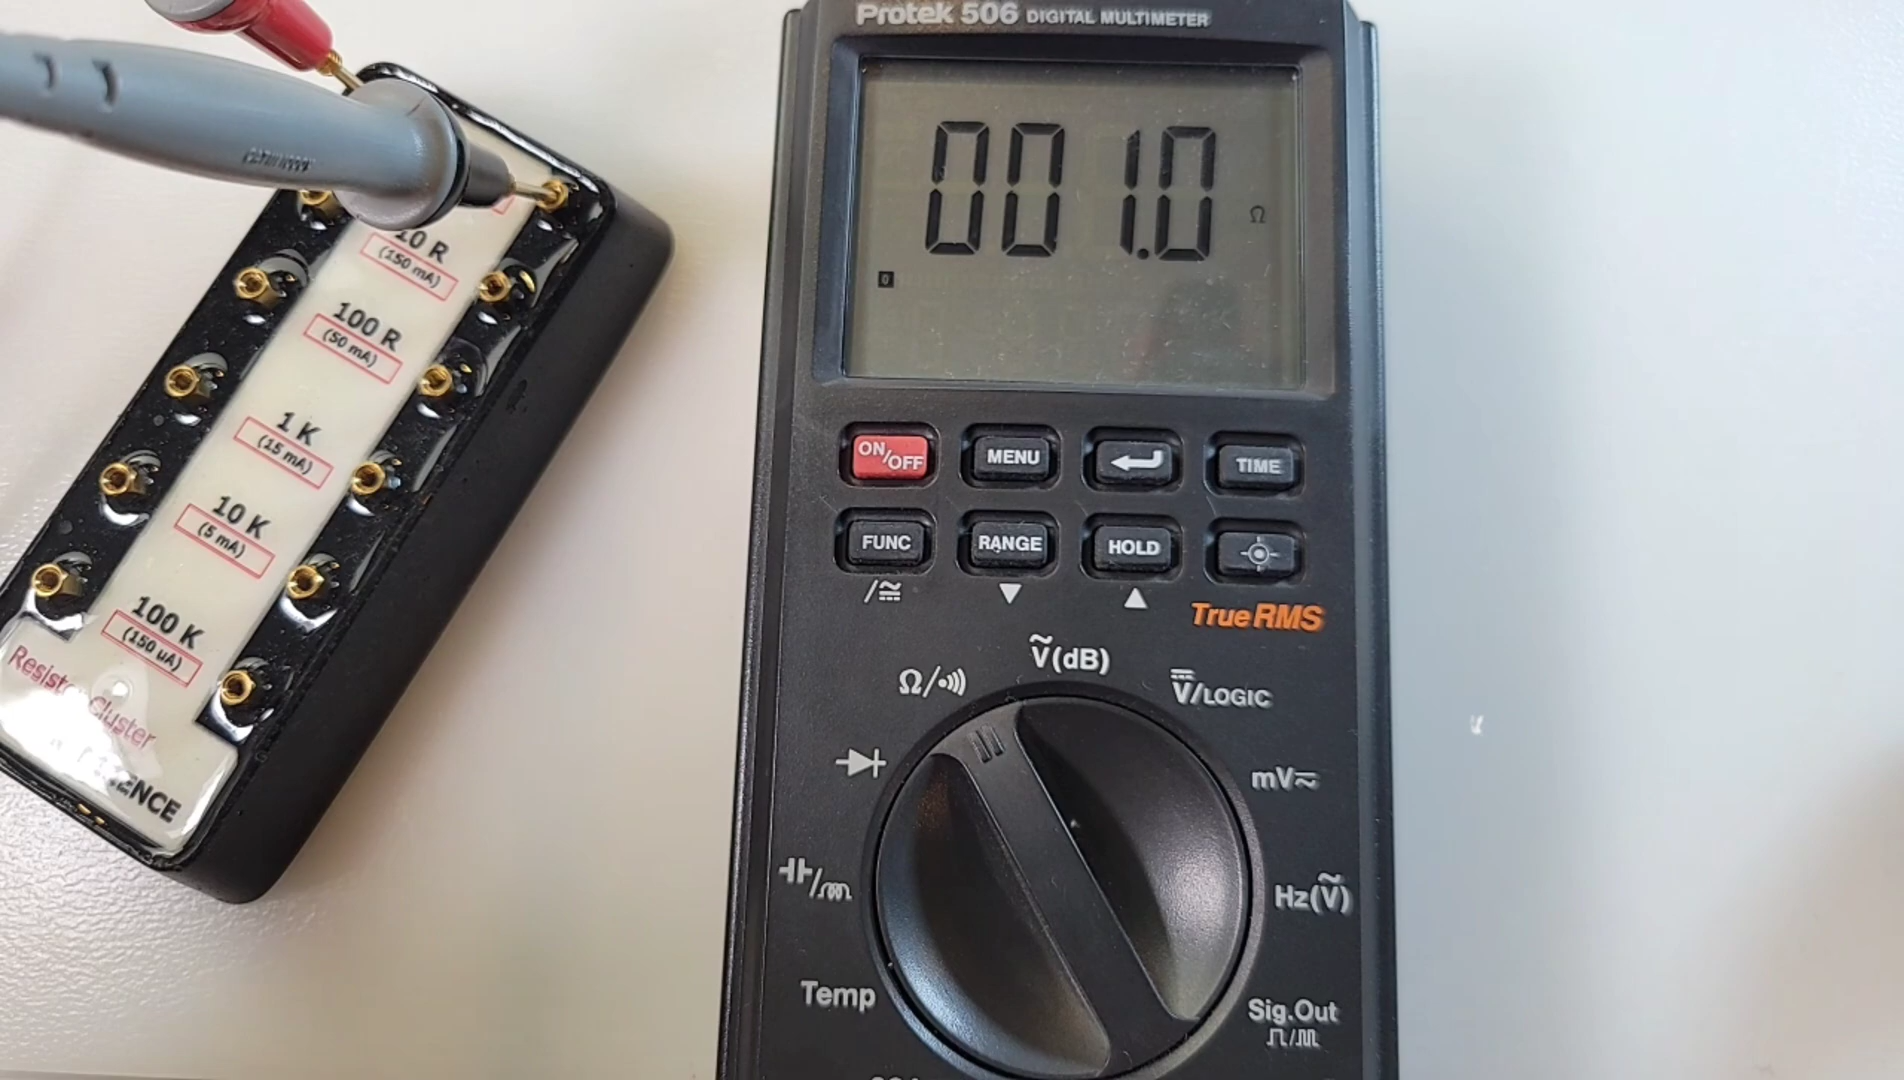 Protek 506 DIGITAL MULTIMETER
001.0 Ω
0
ON/OFF
MENU
TIME
FUNC
RANGE
HOLD
True RMS
Ω
V(dB)
V/LOGIC
mV
Hz(V)
Temp
Sig.Out
10 R
(150 mA)
100 R
(50 mA)
1 K
(15 mA)
10 K
(5 mA)
100 K
(150 uA)
Resistor Cluster